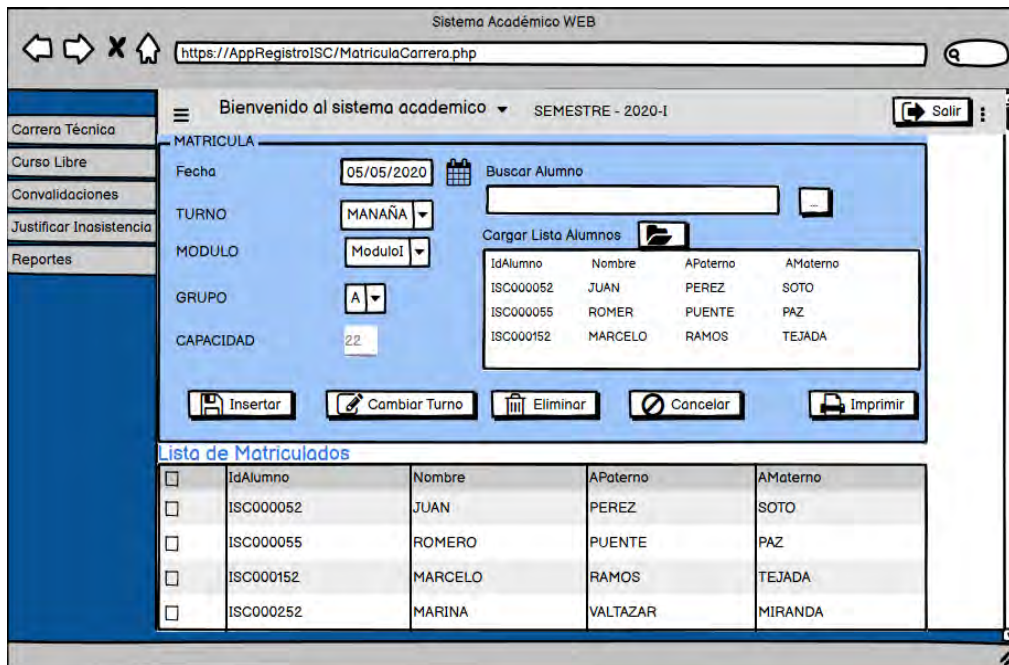 Sistema Académico WEB
https://AppRegistroISC/MatriculaCarrera.php
Bienvenido al sistema academico SEMESTRE - 2020-I Salir
Carrera Técnica
Curso Libre
Convalidaciones
Justificar Inasistencia
Reportes
MATRICULA
Fecha 05/05/2020
TURNO MANAÑA
MODULO ModuloI
GRUPO A
CAPACIDAD 22
Buscar Alumno
...
Cargar Lista Alumnos
IdAlumno Nombre APaterno AMaterno
ISC000052 JUAN PEREZ SOTO
ISC000055 ROMER PUENTE PAZ
ISC000152 MARCELO RAMOS TEJADA
Insertar Cambiar Turno Eliminar Cancelar Imprimir
Lista de Matriculados
IdAlumno Nombre APaterno AMaterno
ISC000052 JUAN PEREZ SOTO
ISC000055 ROMERO PUENTE PAZ
ISC000152 MARCELO RAMOS TEJADA
ISC000252 MARINA VALTAZAR MIRANDA